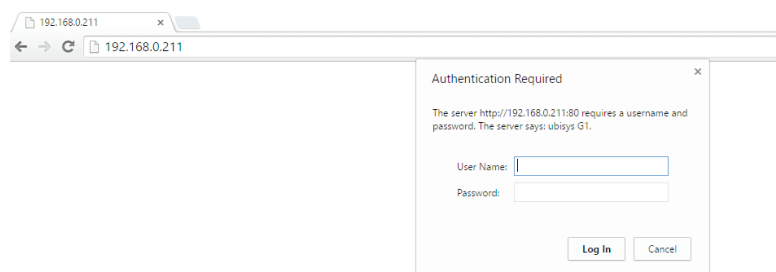 192.168.0.211 ×
192.168.0.211
Authentication Required ×
The server http://192.168.0.211:80 requires a username and
password. The server says: ubisys G1.
User Name:
Password:
Log In Cancel